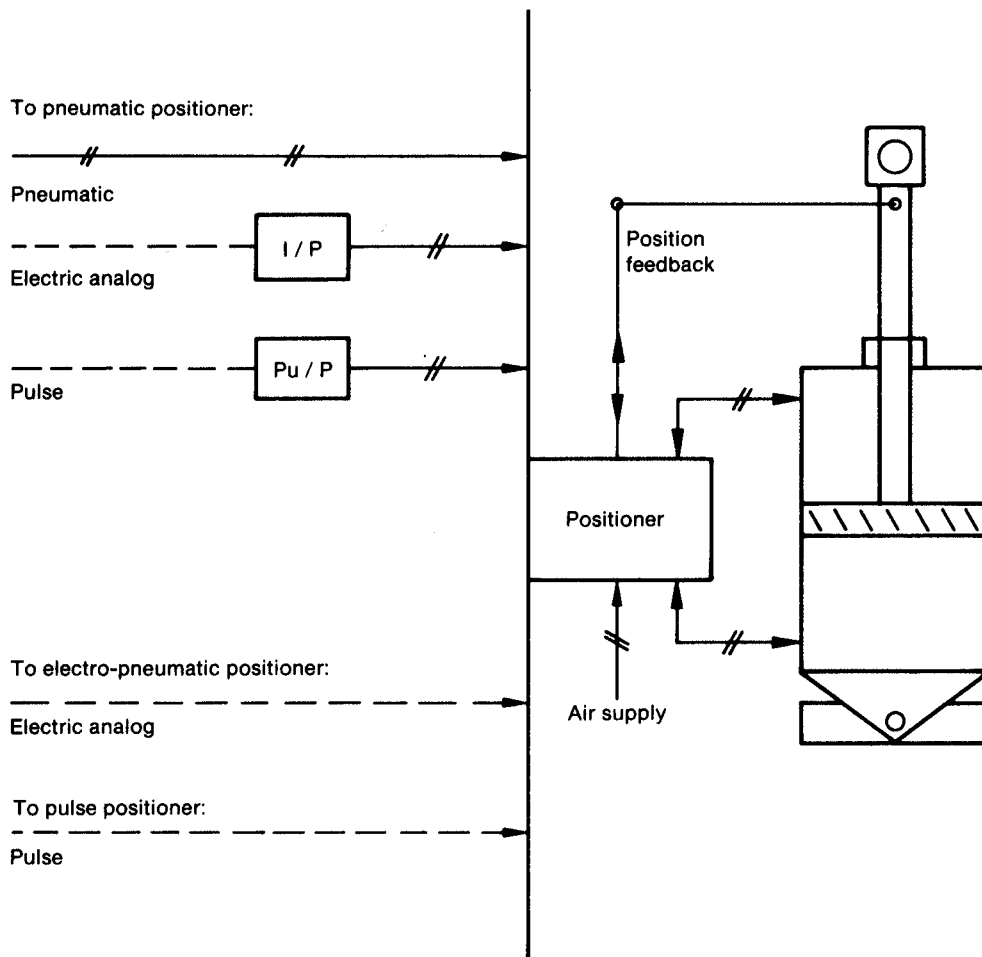 To pneumatic positioner:
Pneumatic
I / P
Electric analog
Pu / P
Pulse
Position
feedback
Positioner
Air supply
To electro-pneumatic positioner:
Electric analog
To pulse positioner:
Pulse